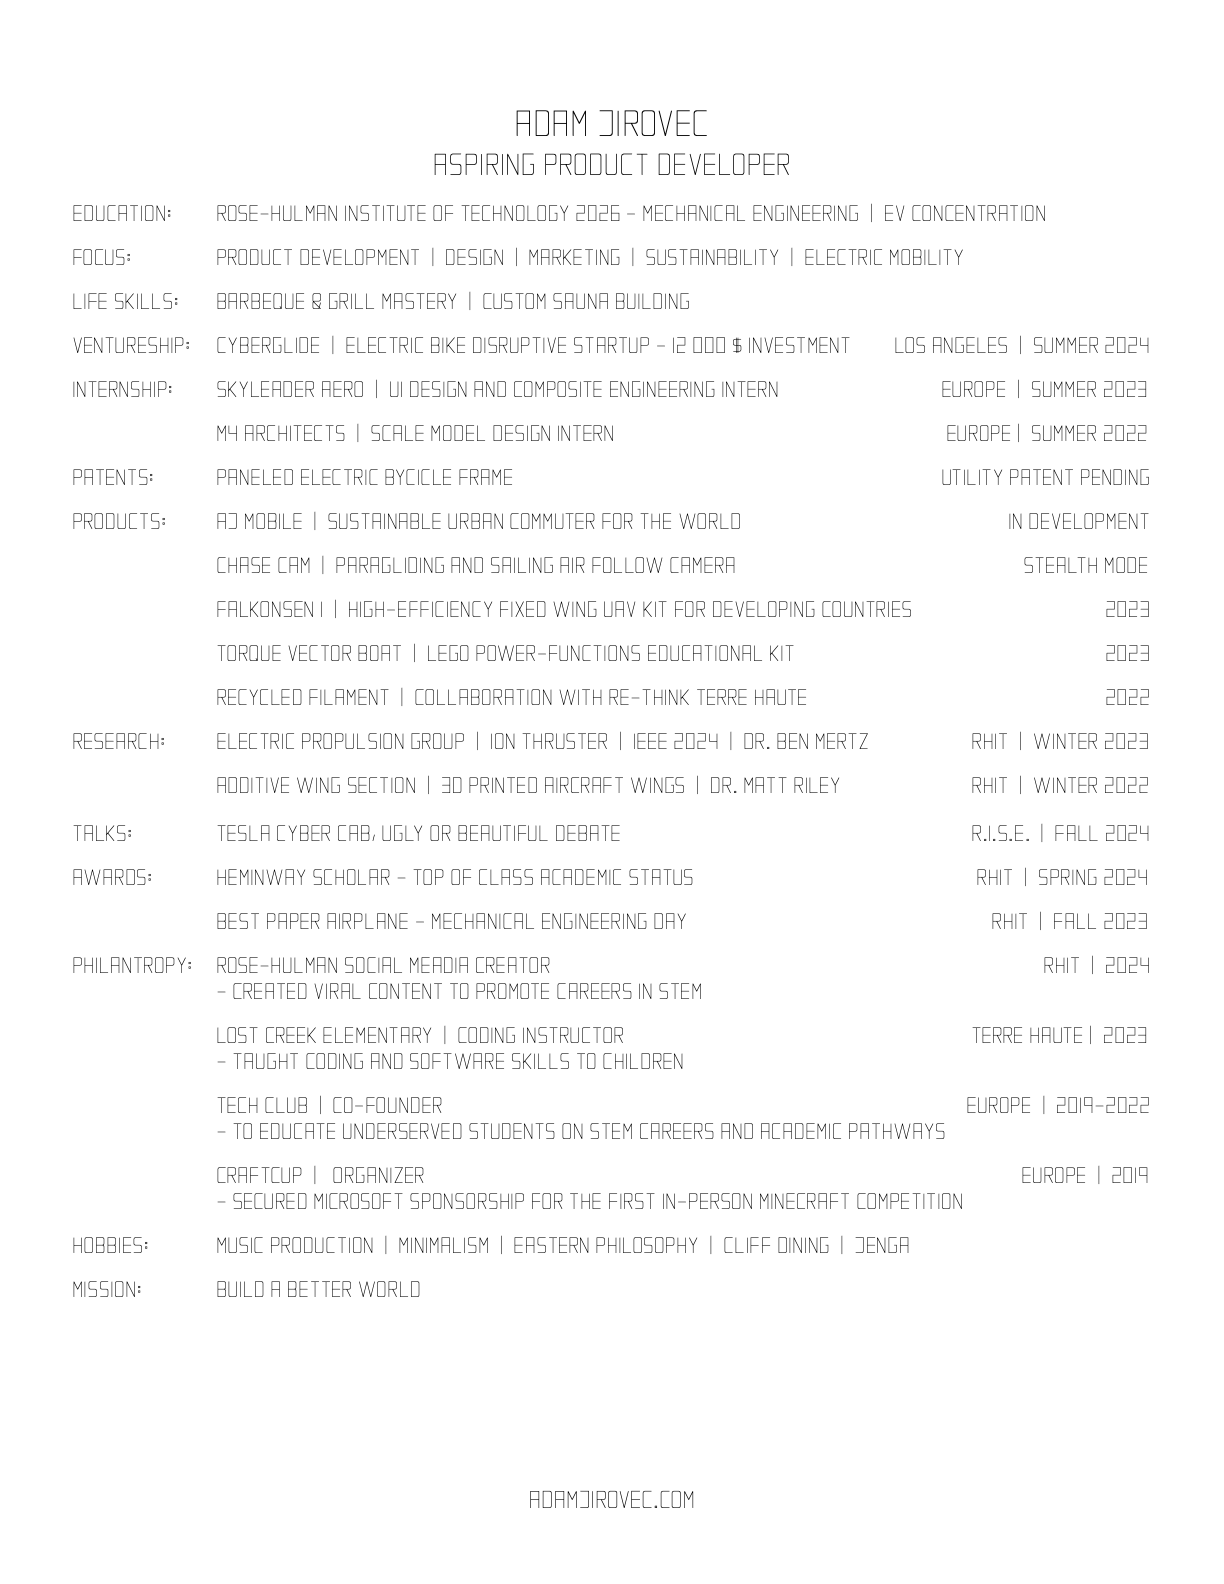 ADAM JIROVEC
ASPIRING PRODUCT DEVELOPER
EDUCATION: ROSE-HULMAN INSTITUTE OF TECHNOLOGY 2026 - MECHANICAL ENGINEERING | EV CONCENTRATION
FOCUS: PRODUCT DEVELOPMENT | DESIGN | MARKETING | SUSTAINABILITY | ELECTRIC MOBILITY
LIFE SKILLS: BARBEQUE & GRILL MASTERY | CUSTOM SAUNA BUILDING
VENTURESHIP: CYBERGLIDE | ELECTRIC BIKE DISRUPTIVE STARTUP - 12 000 $ INVESTMENT LOS ANGELES | SUMMER 2024
INTERNSHIP: SKYLEADER AERO | UI DESIGN AND COMPOSITE ENGINEERING INTERN EUROPE | SUMMER 2023
M4 ARCHITECTS | SCALE MODEL DESIGN INTERN EUROPE | SUMMER 2022
PATENTS: PANELED ELECTRIC BYCICLE FRAME UTILITY PATENT PENDING
PRODUCTS: AJ MOBILE | SUSTAINABLE URBAN COMMUTER FOR THE WORLD IN DEVELOPMENT
CHASE CAM | PARAGLIDING AND SAILING AIR FOLLOW CAMERA STEALTH MODE
FALKONSEN 1 | HIGH-EFFICIENCY FIXED WING UAV KIT FOR DEVELOPING COUNTRIES 2023
TORQUE VECTOR BOAT | LEGO POWER-FUNCTIONS EDUCATIONAL KIT 2023
RECYCLED FILAMENT | COLLABORATION WITH RE-THINK TERRE HAUTE 2022
RESEARCH: ELECTRIC PROPULSION GROUP | ION THRUSTER | IEEE 2024 | DR. BEN MERTZ RHIT | WINTER 2023
ADDITIVE WING SECTION | 3D PRINTED AIRCRAFT WINGS | DR. MATT RILEY RHIT | WINTER 2022
TALKS: TESLA CYBER CAB, UGLY OR BEAUTIFUL DEBATE R.I.S.E. | FALL 2024
AWARDS: HEMINWAY SCHOLAR - TOP OF CLASS ACADEMIC STATUS RHIT | SPRING 2024
BEST PAPER AIRPLANE - MECHANICAL ENGINEERING DAY RHIT | FALL 2023
PHILANTROPY: ROSE-HULMAN SOCIAL MEADIA CREATOR RHIT | 2024
- CREATED VIRAL CONTENT TO PROMOTE CAREERS IN STEM
LOST CREEK ELEMENTARY | CODING INSTRUCTOR TERRE HAUTE | 2023
- TAUGHT CODING AND SOFTWARE SKILLS TO CHILDREN
TECH CLUB | CO-FOUNDER EUROPE | 2019-2022
- TO EDUCATE UNDERSERVED STUDENTS ON STEM CAREERS AND ACADEMIC PATHWAYS
CRAFTCUP | ORGANIZER EUROPE | 2019
- SECURED MICROSOFT SPONSORSHIP FOR THE FIRST IN-PERSON MINECRAFT COMPETITION
HOBBIES: MUSIC PRODUCTION | MINIMALISM | EASTERN PHILOSOPHY | CLIFF DINING | JENGA
MISSION: BUILD A BETTER WORLD
ADAMJIROVEC.COM